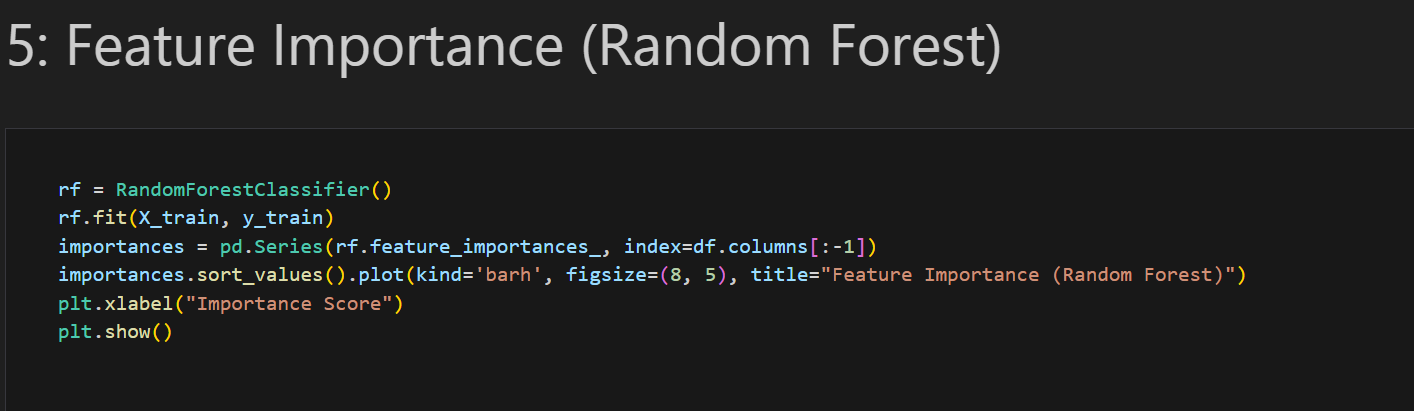 5: Feature Importance (Random Forest)
rf = RandomForestClassifier()
rf.fit(X_train, y_train)
importances = pd.Series(rf.feature_importances_, index=df.columns[:-1])
importances.sort_values().plot(kind='barh', figsize=(8, 5), title="Feature Importance (Random Forest)")
plt.xlabel("Importance Score")
plt.show()